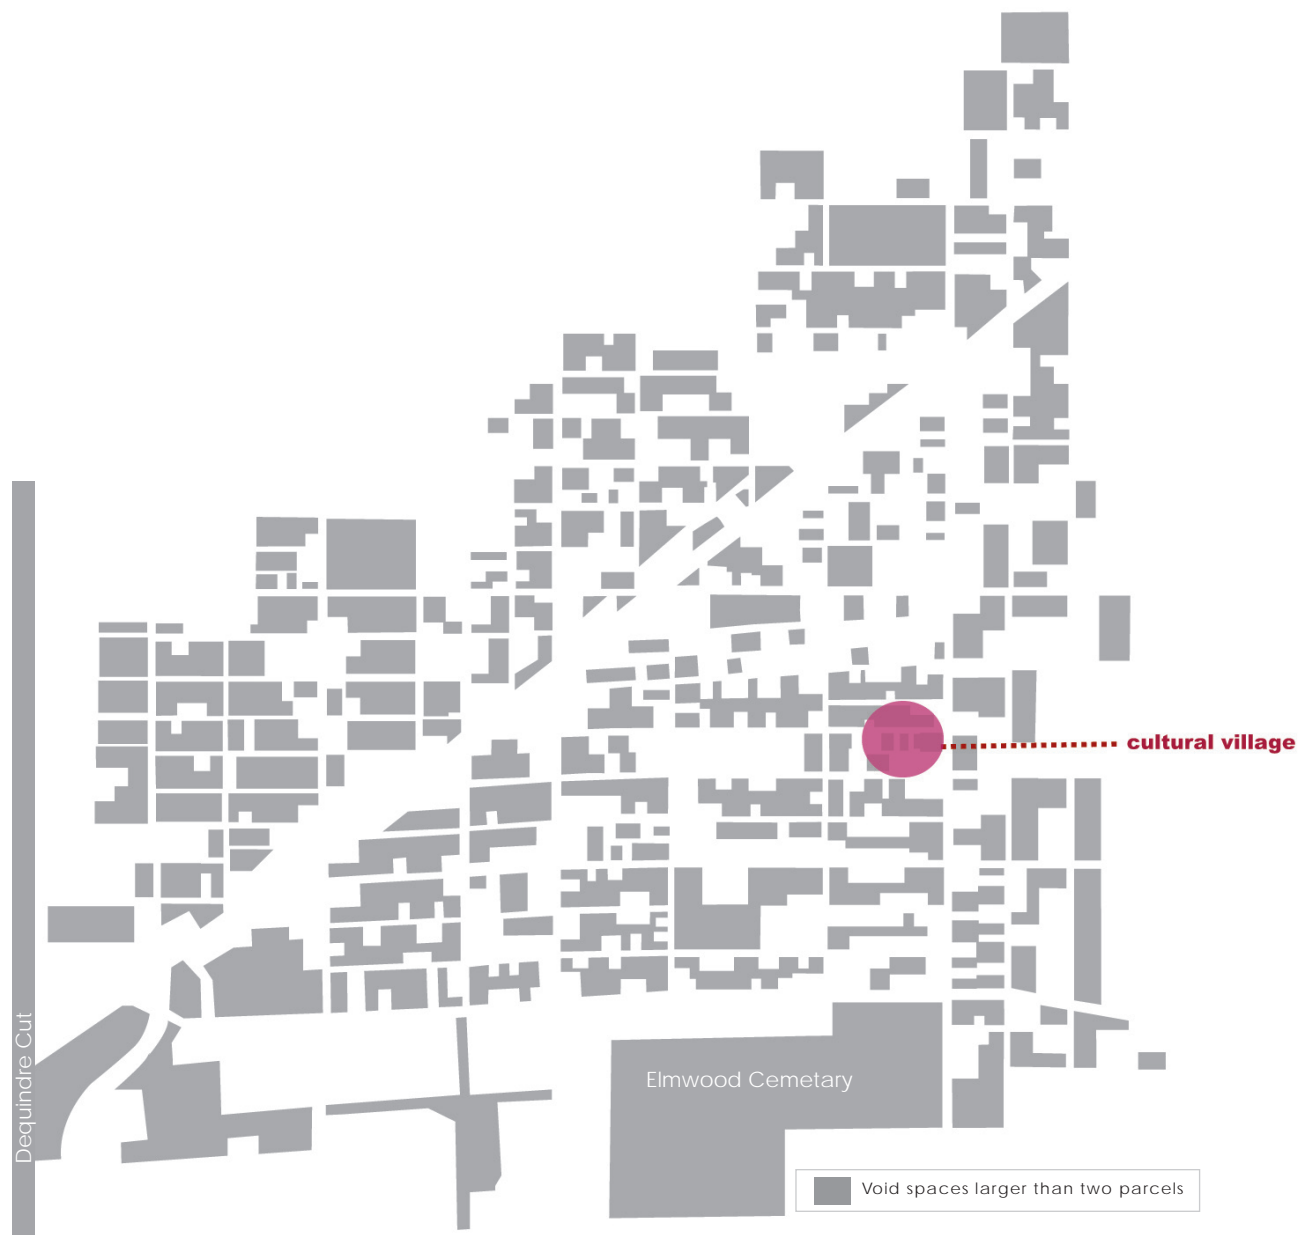 cultural village
Dequindre Cut
Elmwood Cemetary
Void spaces larger than two parcels